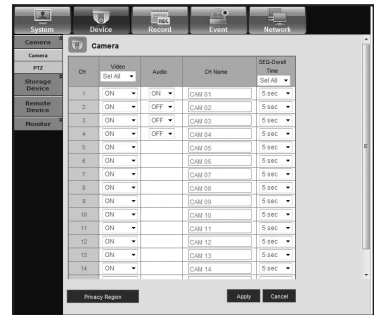 System Device Record Event Network
REC
Camera
Camera
PTZ
Storage
Device
Remote
Device
Monitor
Camera
CH Video Audio CH Name SEQ-Dwell
Time
Sel All Sel All
1 ON ON CAM 01 5 sec
2 ON OFF CAM 02 5 sec
3 ON OFF CAM 03 5 sec
4 ON OFF CAM 04 5 sec
5 ON CAM 05 5 sec
6 ON CAM 06 5 sec
7 ON CAM 07 5 sec
8 ON CAM 08 5 sec
9 ON CAM 09 5 sec
10 ON CAM 10 5 sec
11 ON CAM 11 5 sec
12 ON CAM 12 5 sec
13 ON CAM 13 5 sec
14 ON CAM 14 5 sec
Privacy Region Apply Cancel